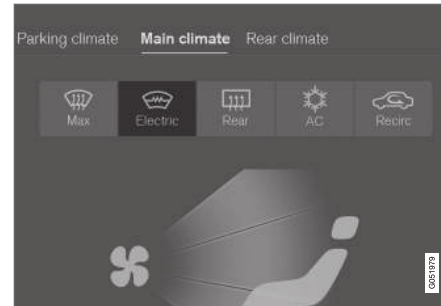 Parking climate Main climate Rear climate
Max Electric Rear AC Recirc
G051979